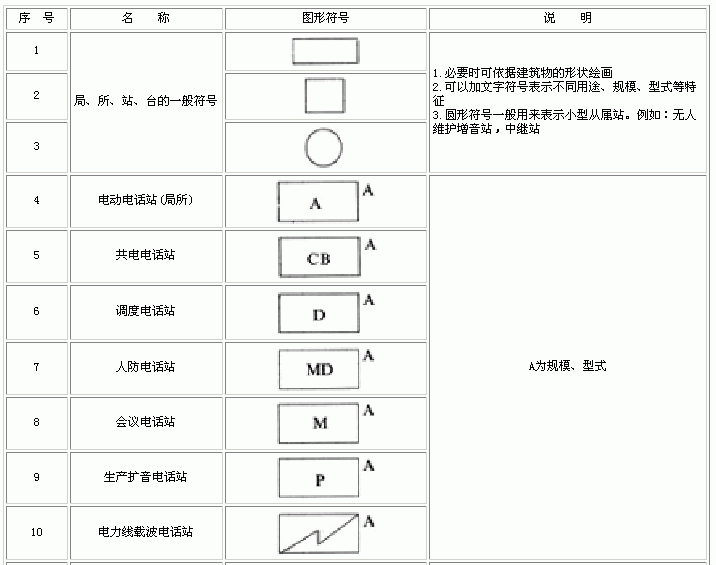 序 号 名 称 图形符号 说 明
1
2
3
局、所、站、台的一般符号
1.必要时可依据建筑物的形状绘画
2.可以加文字符号表示不同用途、规模、型式等特
征
3.圆形符号一般用来表示小型从属站。例如：无人
维护增音站，中继站
4 电动电话站(局所) A A
5 共电电话站 CB A
6 调度电话站 D A
7 人防电话站 MD A
8 会议电话站 M A
9 生产扩音电话站 P A
10 电力线载波电话站 A
A为规模、型式